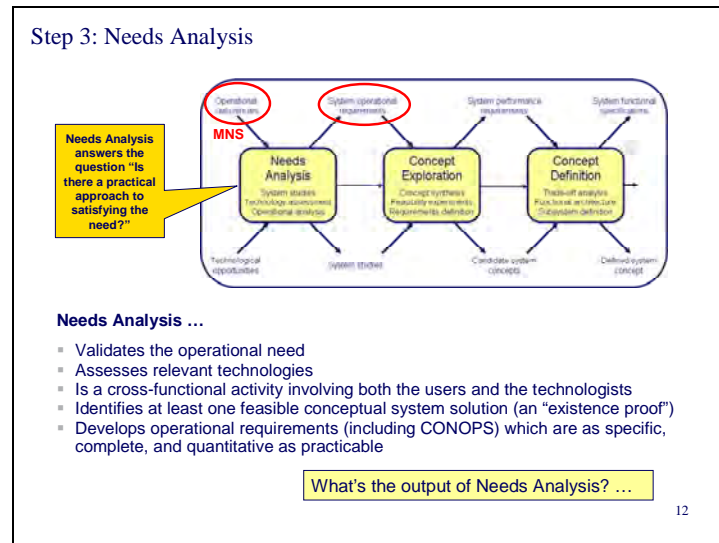 Step 3: Needs Analysis
Operational
deficiencies
System operational
requirements
System performance
requirements
System functional
specifications
MNS
Needs Analysis
answers the
question “Is
there a practical
approach to
satisfying the
need?”
Needs
Analysis
System studies
Technology assessment
Operational analysis
Concept
Exploration
Concept synthesis
Feasibility experiments
Requirements definition
Concept
Definition
Trade-off analysis
Functional architecture
Subsystem definition
Technological
opportunities
System studies
Candidate system
concepts
Defined system
concept
Needs Analysis …
Validates the operational need
Assesses relevant technologies
Is a cross-functional activity involving both the users and the technologists
Identifies at least one feasible conceptual system solution (an “existence proof”)
Develops operational requirements (including CONOPS) which are as specific,
complete, and quantitative as practicable
What’s the output of Needs Analysis? …
12